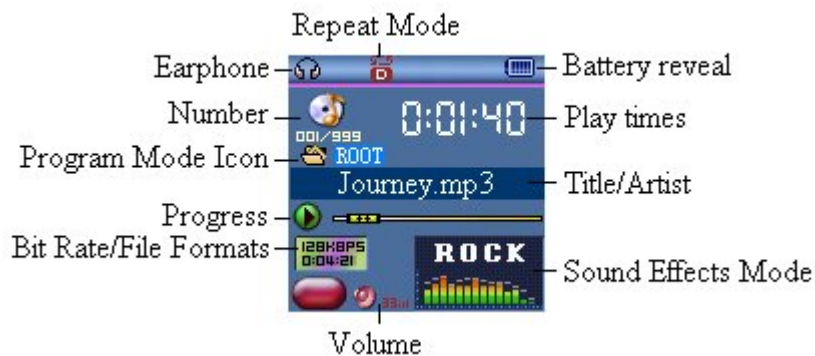 Repeat Mode
Earphone
D
Battery reveal
Number
0:01:40
Play times
001/999
Program Mode Icon
ROOT
Journey.mp3
Title/Artist
Progress
Bit Rate/File Formats
128KBPS
0:04:21
ROCK
Sound Effects Mode
33
Volume